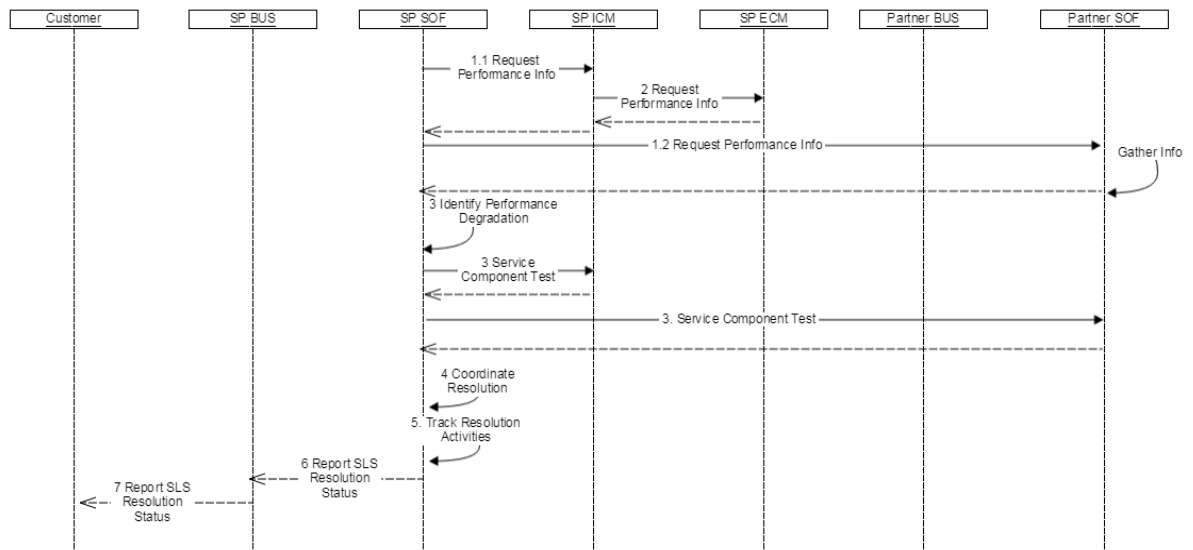 Customer
SP BUS
SP SOF
SP ICM
SP ECM
Partner BUS
Partner SOF
1.1 Request
Performance Info
2 Request
Performance Info
1.2 Request Performance Info
Gather Info
3 Identify Performance
Degradation
3 Service
Component Test
3. Service Component Test
4 Coordinate
Resolution
5. Track Resolution
Activities
6 Report SLS
Resolution
Status
7 Report SLS
Resolution
Status